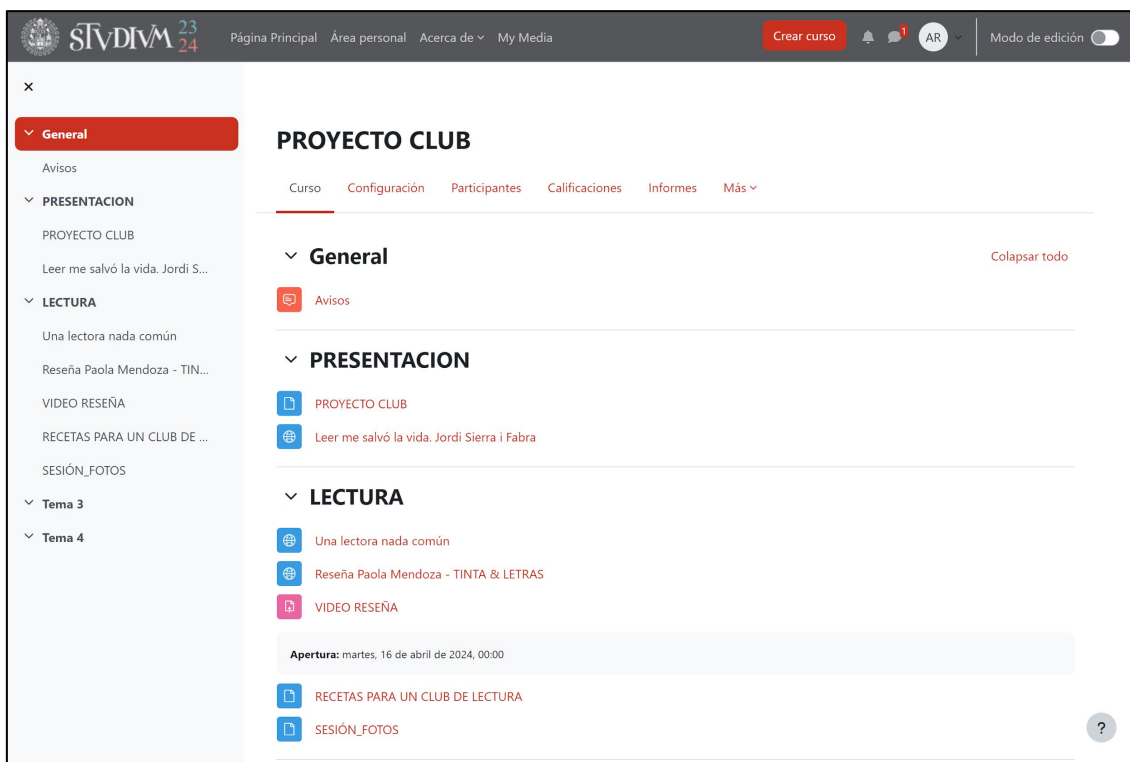 STVDIVM 23 24
Página Principal Área personal Acerca de My Media Crear curso 1 AR Modo de edición
General
Avisos
PRESENTACION
PROYECTO CLUB
Leer me salvó la vida. Jordi S...
LECTURA
Una lectora nada común
Reseña Paola Mendoza - TIN...
VIDEO RESEÑA
RECETAS PARA UN CLUB DE ...
SESIÓN_FOTOS
Tema 3
Tema 4
PROYECTO CLUB
Curso Configuración Participantes Calificaciones Informes Más
General Colapsar todo
Avisos
PRESENTACION
PROYECTO CLUB
Leer me salvó la vida. Jordi Sierra i Fabra
LECTURA
Una lectora nada común
Reseña Paola Mendoza - TINTA & LETRAS
VIDEO RESEÑA
Apertura: martes, 16 de abril de 2024, 00:00
RECETAS PARA UN CLUB DE LECTURA
SESIÓN_FOTOS
?